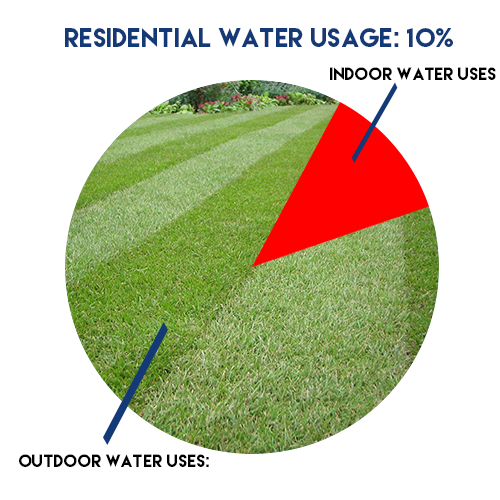 RESIDENTIAL WATER USAGE: 10%
INDOOR WATER USES
OUTDOOR WATER USES: